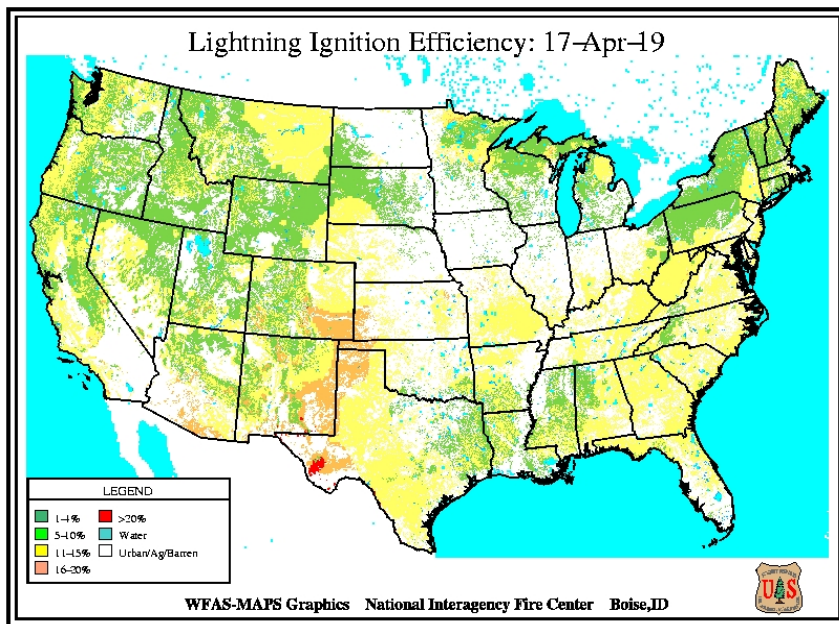 Lightning Ignition Efficiency: 17-Apr-19
LEGEND
1-4%
5-10%
11-15%
16-20%
>20%
Water
Urban/Ag/Barren
WFAS-MAPS Graphics National Interagency Fire Center Boise,ID
U S